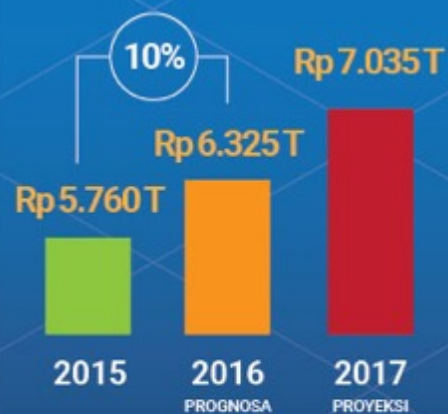 10%
Rp 7.035 T
Rp 6.325 T
Rp 5.760 T
2015 2016 2017
PROGNOSA PROYEKSI